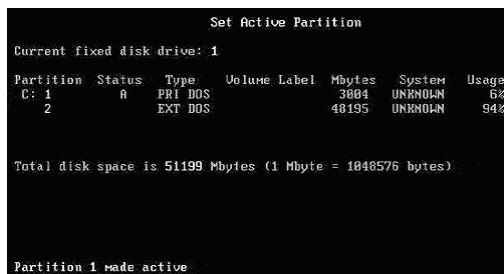 Set Active Partition
Current fixed disk drive: 1
Partition Status Type Volume Label Mbytes System Usage
C: 1 A PRI DOS 3004 UNKNOWN 6%
2 EXT DOS 48195 UNKNOWN 94%
Total disk space is 51199 Mbytes (1 Mbyte = 1048576 bytes)
Partition 1 made active